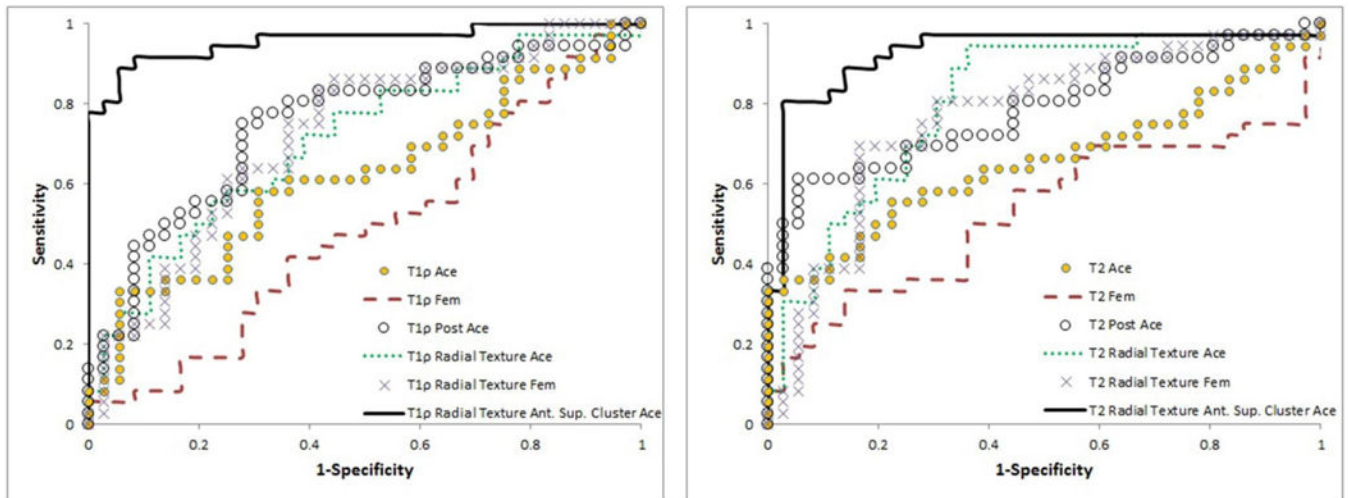 1
0.8
0.6
0.4
0.2
0
Sensitivity
T1ρ Ace
T1ρ Fem
T1ρ Post Ace
T1ρ Radial Texture Ace
T1ρ Radial Texture Fem
T1ρ Radial Texture Ant. Sup. Cluster Ace
0 0.2 0.4 0.6 0.8 1
1-Specificity
1
0.8
0.6
0.4
0.2
0
Sensitivity
T2 Ace
T2 Fem
T2 Post Ace
T2 Radial Texture Ace
T2 Radial Texture Fem
T2 Radial Texture Ant. Sup. Cluster Ace
0 0.2 0.4 0.6 0.8 1
1-Specificity